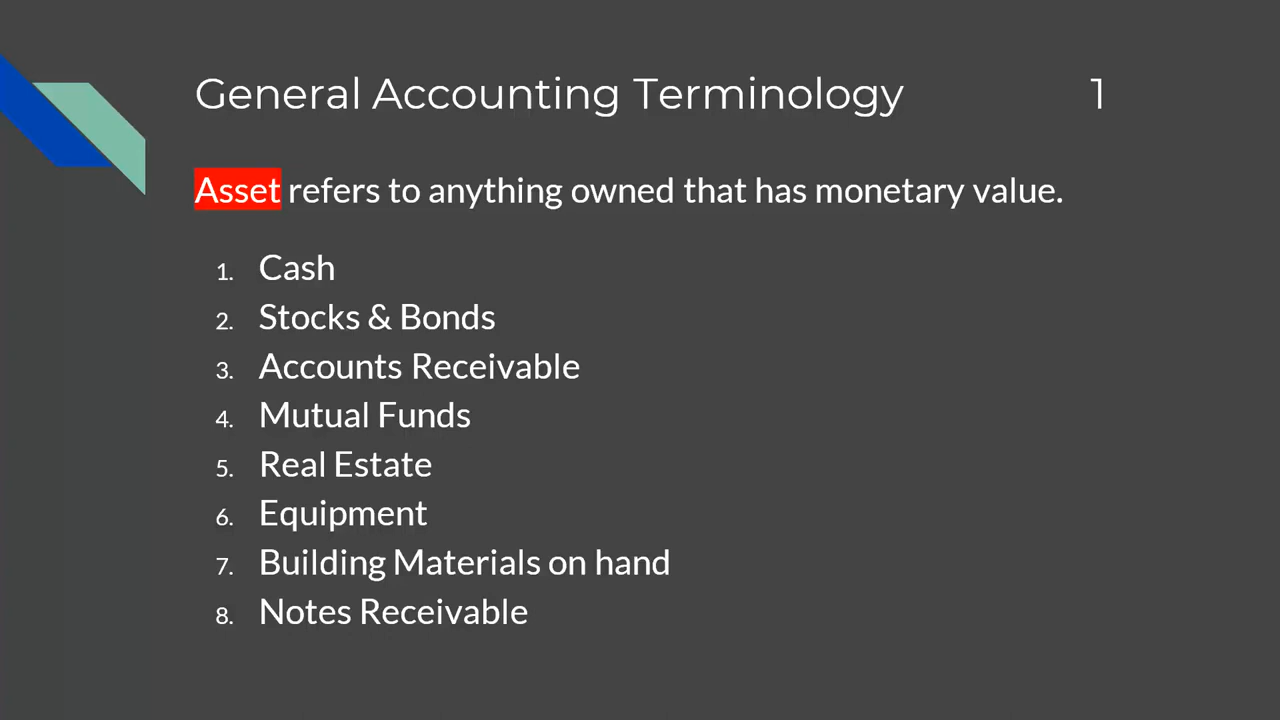 General Accounting Terminology 1
Asset refers to anything owned that has monetary value.
1. Cash
2. Stocks & Bonds
3. Accounts Receivable
4. Mutual Funds
5. Real Estate
6. Equipment
7. Building Materials on hand
8. Notes Receivable